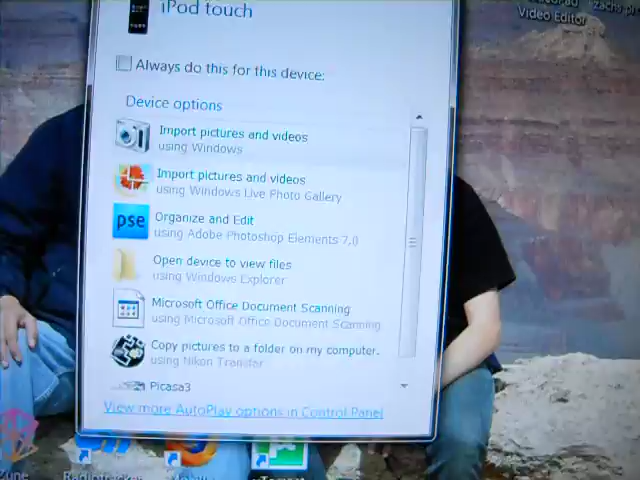 iPod touch
Video Editor
Always do this for this device:
Device options
Import pictures and videos
using Windows
Import pictures and videos
using Windows Live Photo Gallery
pse
Organize and Edit
using Adobe Photoshop Elements 7.0
Open device to view files
using Windows Explorer
Microsoft Office Document Scanning
using Microsoft Office Document Scanning
Copy pictures to a folder on my computer.
using Nikon Transfer
Picasa3
View more AutoPlay options in Control Panel
Zune